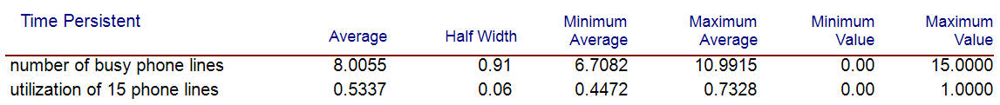 Time Persistent Average Half Width Minimum Average Maximum Average Minimum Value Maximum Value
number of busy phone lines 8.0055 0.91 6.7082 10.9915 0.00 15.0000
utilization of 15 phone lines 0.5337 0.06 0.4472 0.7328 0.00 1.0000